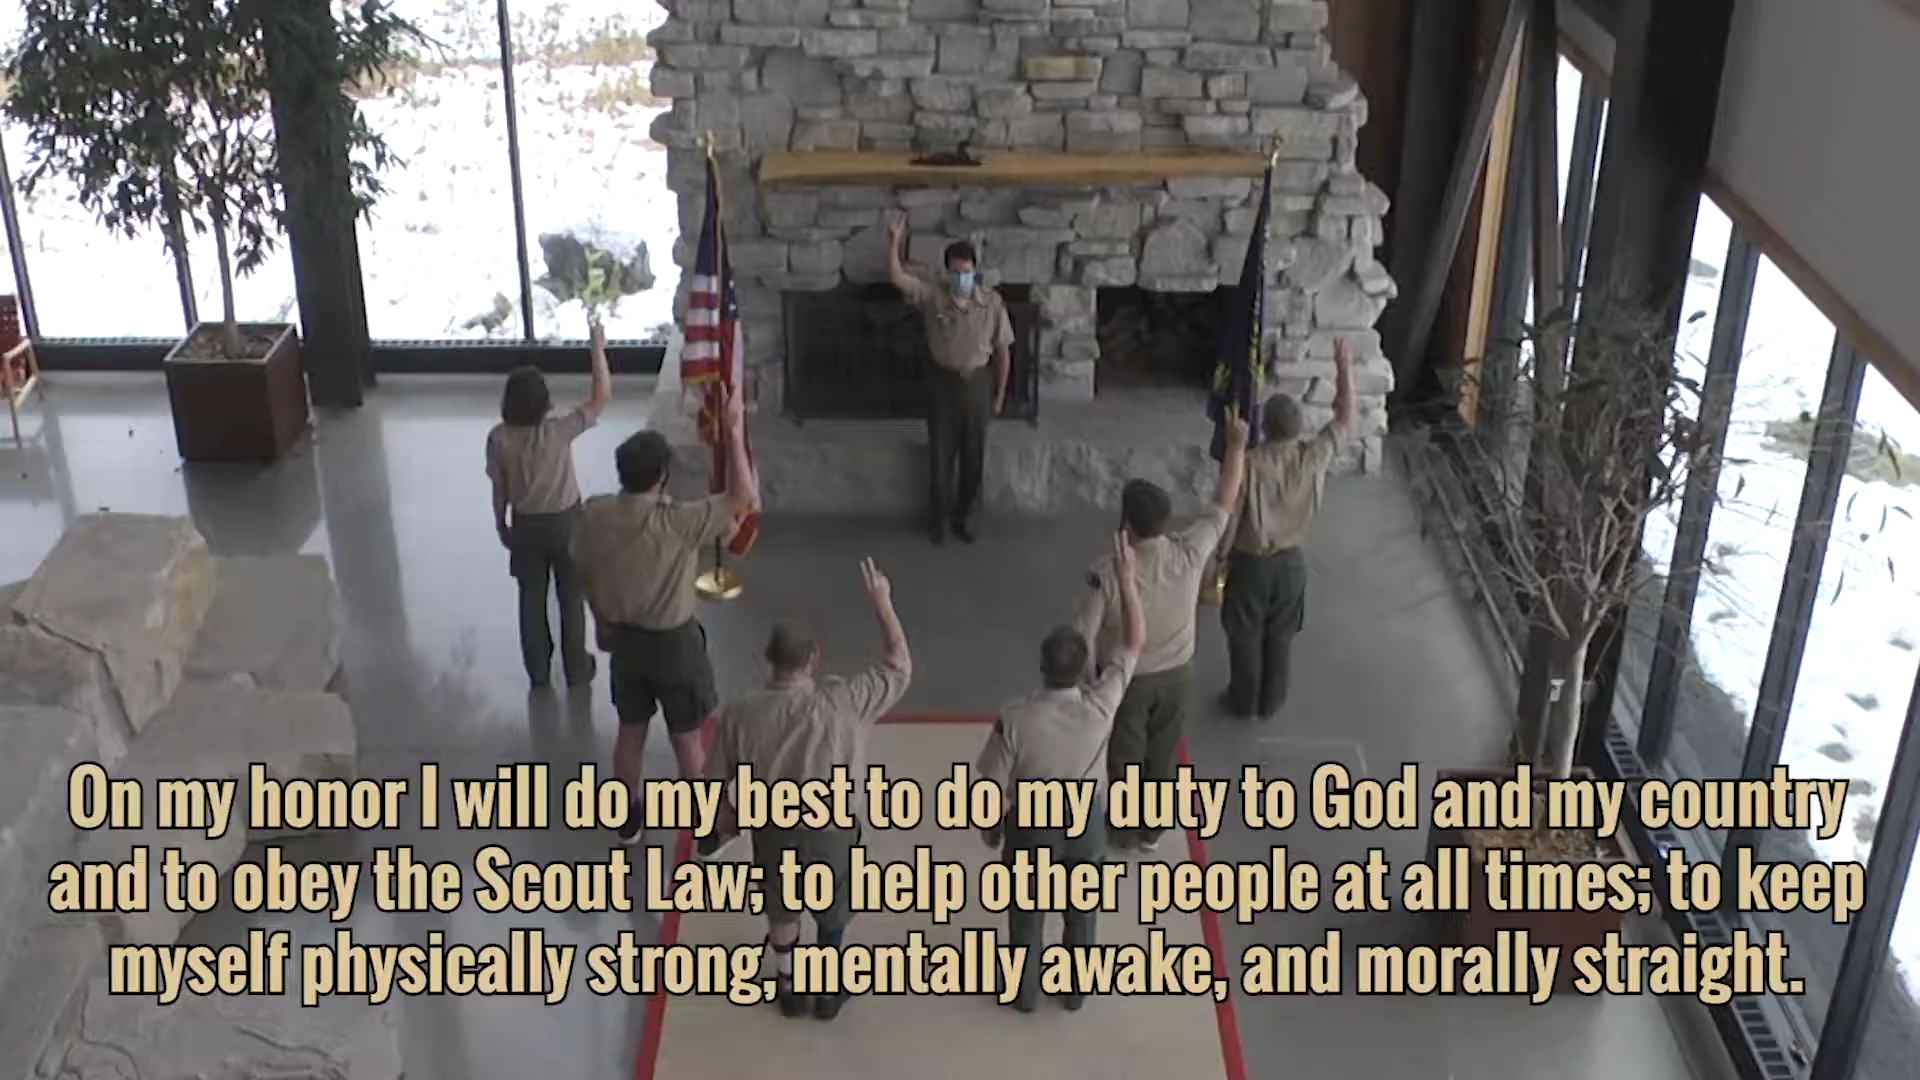 On my honor I will do my best to do my duty to God and my country
and to obey the Scout Law; to help other people at all times; to keep
myself physically strong, mentally awake, and morally straight.